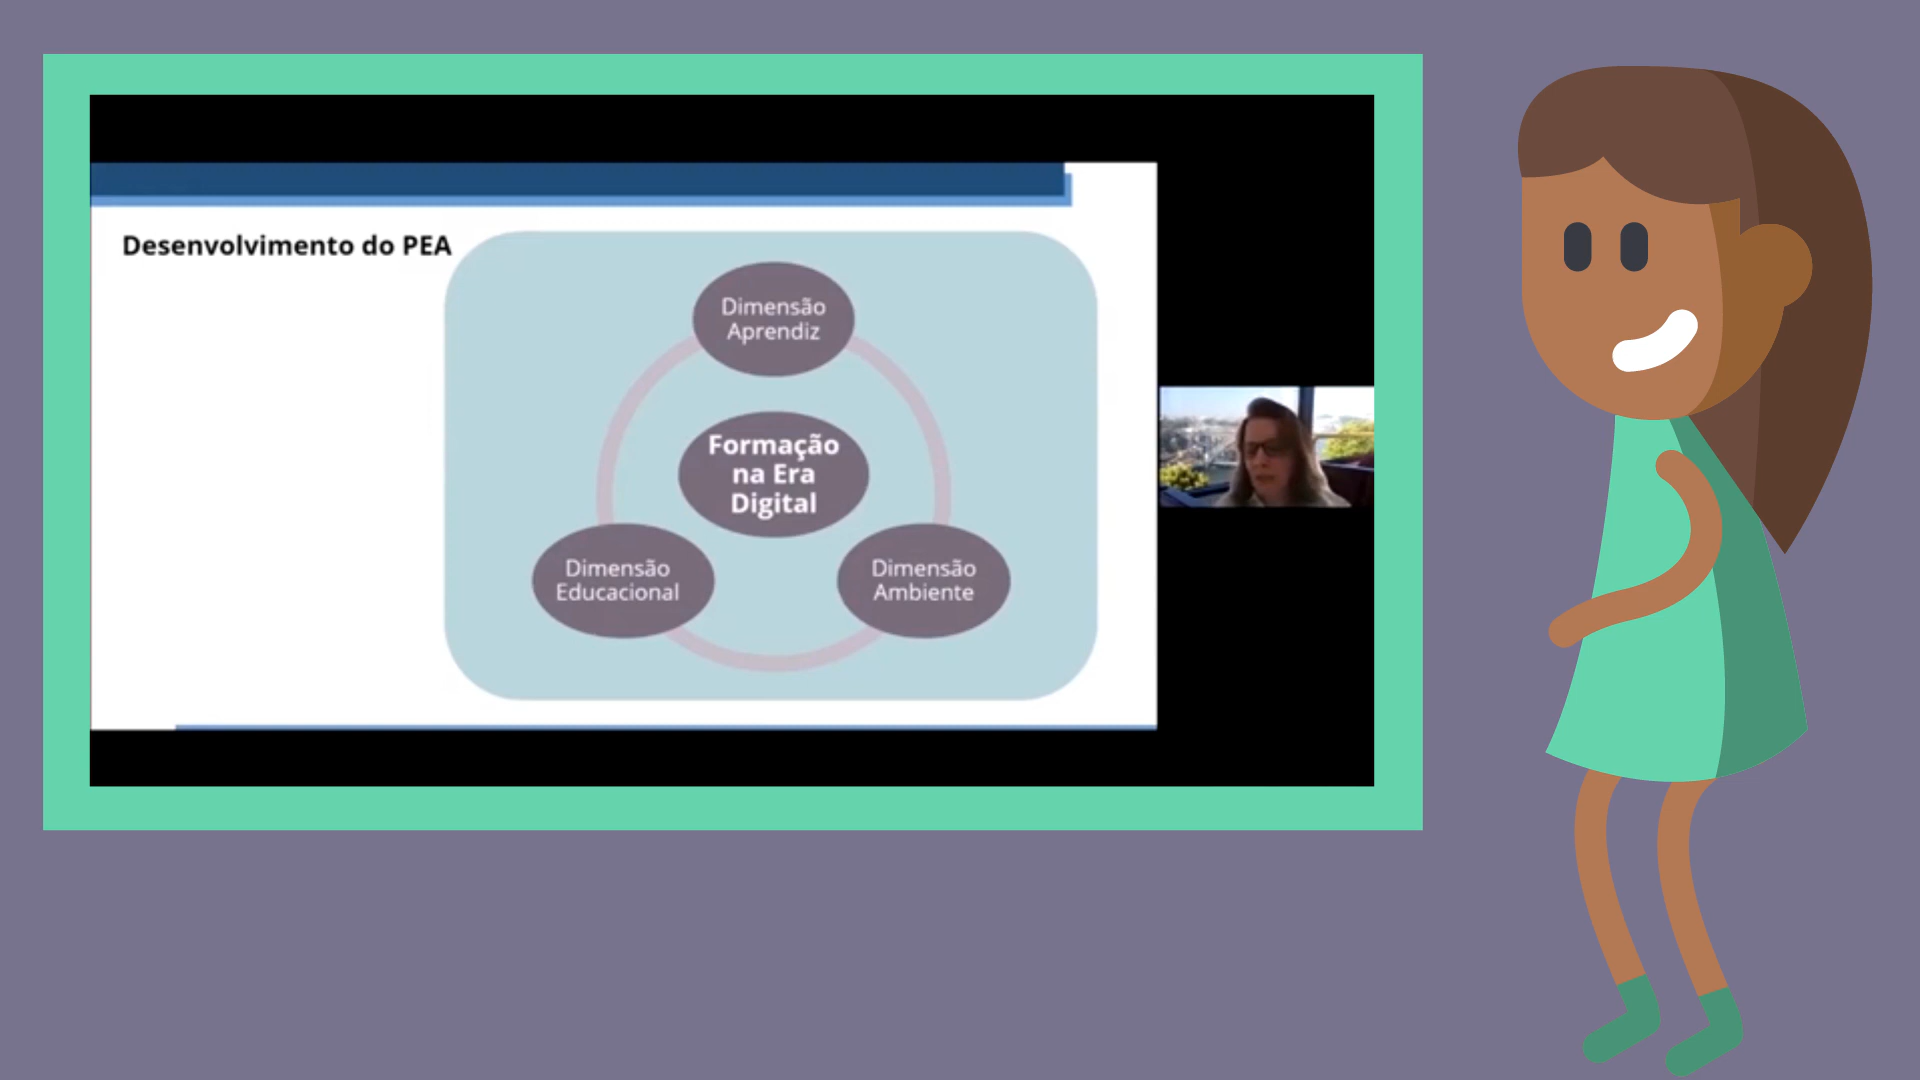 Desenvolvimento do PEA
Dimensão
Aprendiz
Formação
na Era
Digital
Dimensão
Educacional
Dimensão
Ambiente